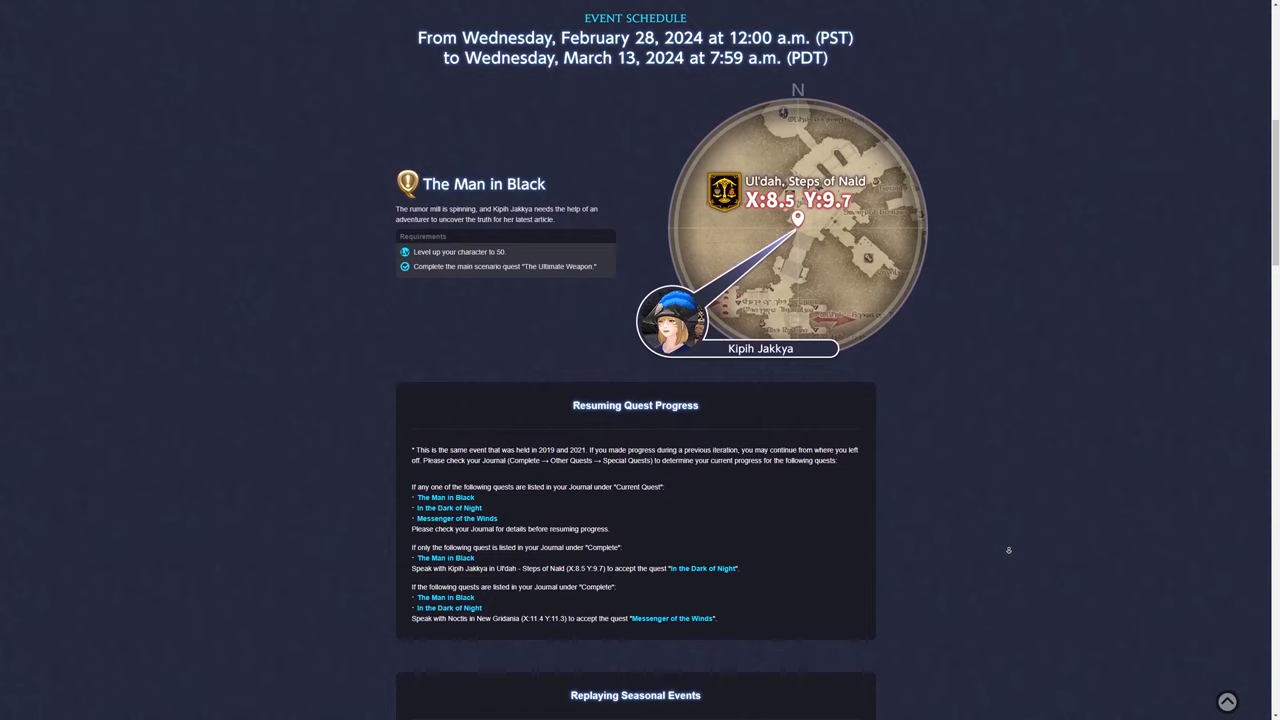 EVENT SCHEDULE
From Wednesday, February 28, 2024 at 12:00 a.m. (PST)
to Wednesday, March 13, 2024 at 7:59 a.m. (PDT)
N
The Man in Black
The rumor mill is spinning, and Kipih Jakkya needs the help of an
adventurer to uncover the truth for her latest article.
Requirements
Level up your character to 50.
Complete the main scenario quest "The Ultimate Weapon."
Ul'dah, Steps of Nald
X:8.5 Y:9.7
Kipih Jakkya
Resuming Quest Progress
* This is the same event that was held in 2019 and 2021. If you made progress during a previous iteration, you may continue from where you left
off. Please check your Journal (Complete → Other Quests → Special Quests) to determine your current progress for the following quests:
If any one of the following quests are listed in your Journal under "Current Quest":
· The Man in Black
· In the Dark of Night
· Messenger of the Winds
Please check your Journal for details before resuming progress.
If only the following quest is listed in your Journal under "Complete":
· The Man in Black
Speak with Kipih Jakkya in Ul'dah - Steps of Nald (X:8.5 Y:9.7) to accept the quest "In the Dark of Night".
If the following quests are listed in your Journal under "Complete":
· The Man in Black
· In the Dark of Night
Speak with Noctis in New Gridania (X:11.4 Y:11.3) to accept the quest "Messenger of the Winds".
Replaying Seasonal Events